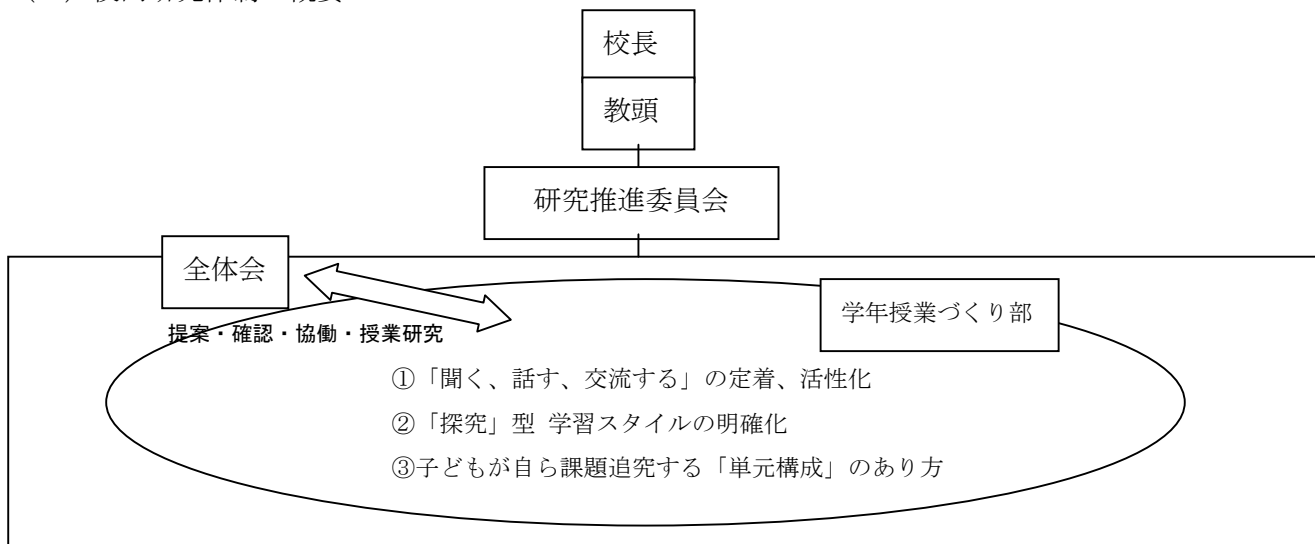 校長
教頭
研究推進委員会
全体会
学年授業づくり部
提案・確認・協働・授業研究
①「聞く、話す、交流する」の定着、活性化
②「探究」型 学習スタイルの明確化
③子どもが自ら課題追究する「単元構成」のあり方